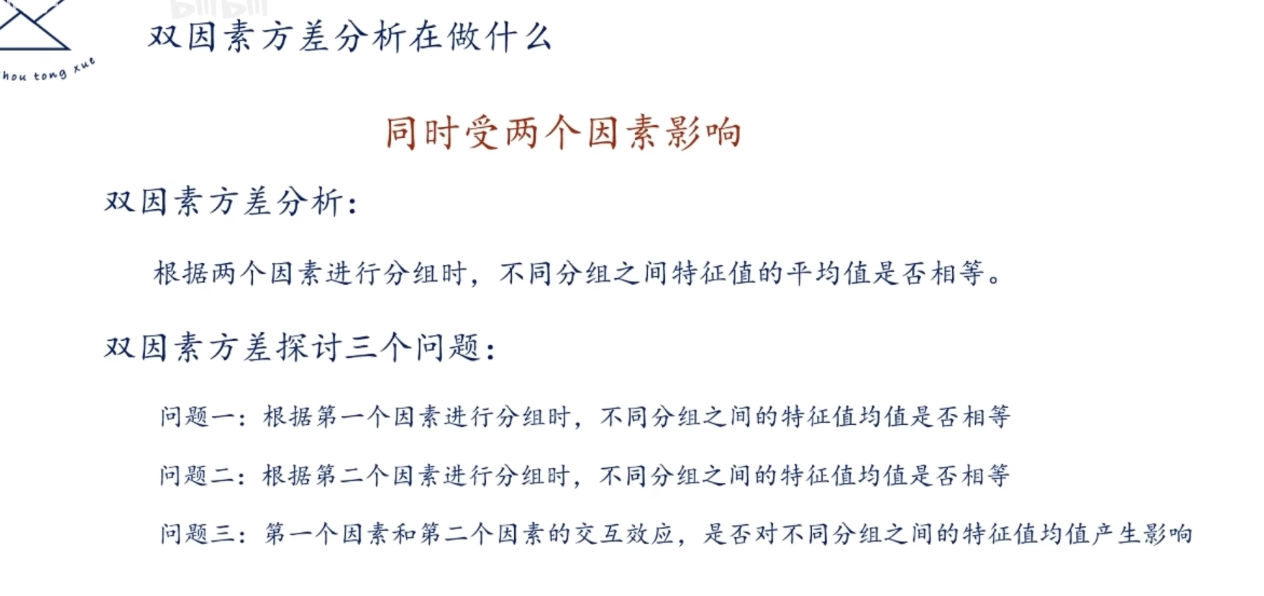 bilibili
双因素方差分析在做什么
hou tong xue
同时受两个因素影响
双因素方差分析：
根据两个因素进行分组时，不同分组之间特征值的平均值是否相等。
双因素方差探讨三个问题：
问题一：根据第一个因素进行分组时，不同分组之间的特征值均值是否相等
问题二：根据第二个因素进行分组时，不同分组之间的特征值均值是否相等
问题三：第一个因素和第二个因素的交互效应，是否对不同分组之间的特征值均值产生影响